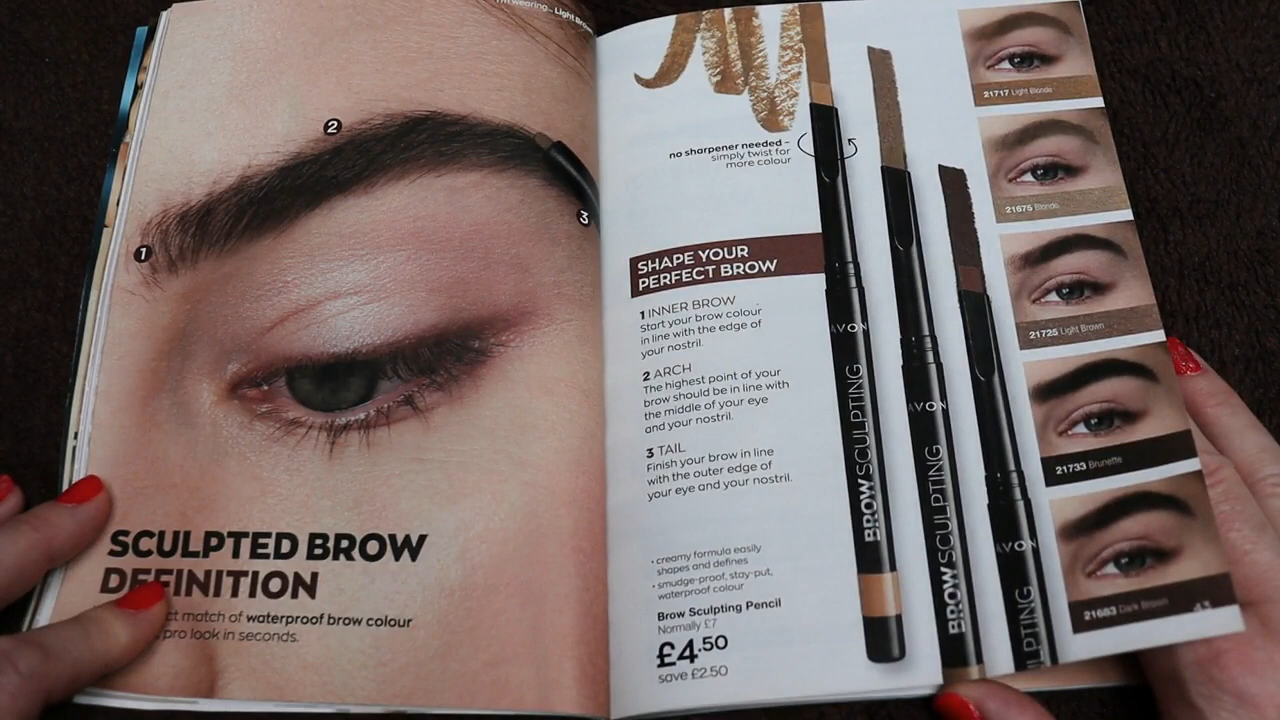 I'm wearing... Light Brown
2
3
1
SCULPTED BROW
DEFINITION
match of waterproof brow colour
pro look in seconds.
no sharpener needed –
simply twist for
more colour
SHAPE YOUR
PERFECT BROW
1 INNER BROW
Start your brow colour
in line with the edge of
your nostril.
2 ARCH
The highest point of your
brow should be in line with
the middle of your eye
and your nostril.
3 TAIL
Finish your brow in line
with the outer edge of
your eye and your nostril.
• creamy formula easily
shapes and defines
• smudge-proof, stay-put,
waterproof colour
Brow Sculpting Pencil
Normally £7
£4.50
save £2.50
AVON
BROW SCULPTING
AVON
BROW SCULPTING
AVON
21717 Light Blonde
21675 Blonde
21725 Light Brown
21733 Brunette
21683 Dark Brown